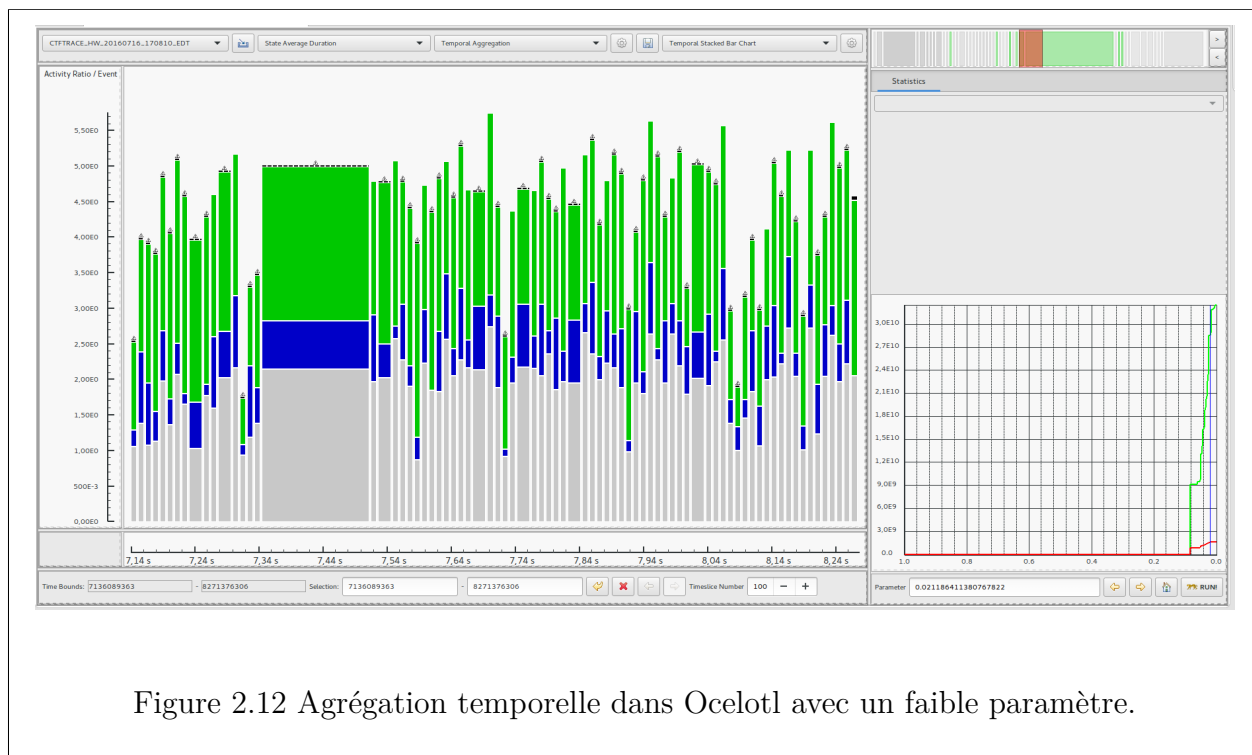 CTFTRACE_HW_20160716_170810_EDT
State Average Duration
Temporal Aggregation
Temporal Stacked Bar Chart
>
<
Activity Ratio / Event
Statistics
5,50E0
5,00E0
4,50E0
4,00E0
3,50E0
3,00E0
2,50E0
2,00E0
1,50E0
1,00E0
500E-3
0,00E0
7,14 s
7,24 s
7,34 s
7,44 s
7,54 s
7,64 s
7,74 s
7,84 s
7,94 s
8,04 s
8,14 s
8,24 s
3,0E10
2,7E10
2,4E10
2,1E10
1,8E10
1,5E10
1,2E10
9,0E9
6,0E9
3,0E9
0.0
1.0
0.8
0.6
0.4
0.2
0.0
Time Bounds: 7136089363 - 8271376306 Selection: 7136089363 - 8271376306 Timeslice Number 100 − +
Parameter 0.021186411380767822 RUN!
Figure 2.12 Agrégation temporelle dans Ocelotl avec un faible paramètre.